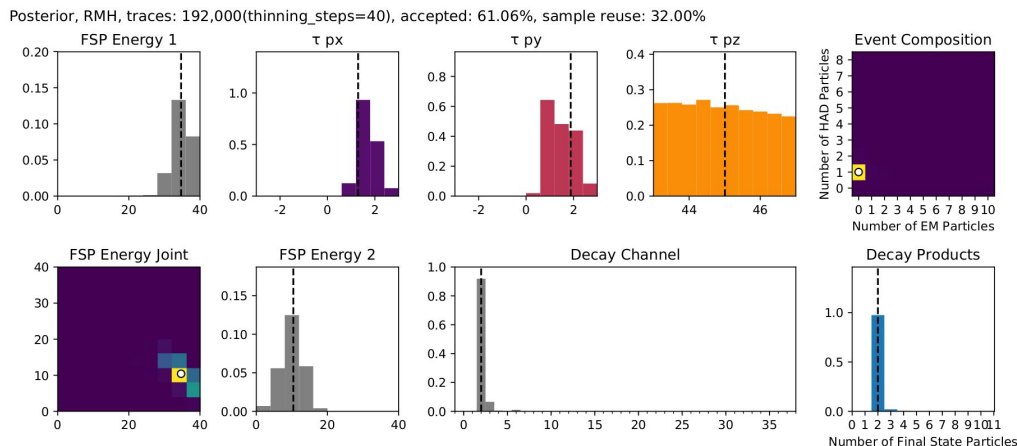 Posterior, RMH, traces: 192,000(thinning_steps=40), accepted: 61.06%, sample reuse: 32.00%
FSP Energy 1
0.20
0.15
0.10
0.05
0.00
0 20 40
τ px
1.0
0.5
0.0
-2 0 2
τ py
0.8
0.6
0.4
0.2
0.0
-2 0 2
τ pz
0.4
0.3
0.2
0.1
0.0
44 46
Event Composition
Number of HAD Particles
8
7
6
5
4
3
2
1
0
0 1 2 3 4 5 6 7 8 9 10
Number of EM Particles
FSP Energy Joint
40
30
20
10
0
0 20 40
FSP Energy 2
0.15
0.10
0.05
0.00
0 20 40
Decay Channel
1.0
0.8
0.6
0.4
0.2
0.0
0 5 10 15 20 25 30 35
Decay Products
1.5
1.0
0.5
0.0
0 1 2 3 4 5 6 7 8 9 1011
Number of Final State Particles